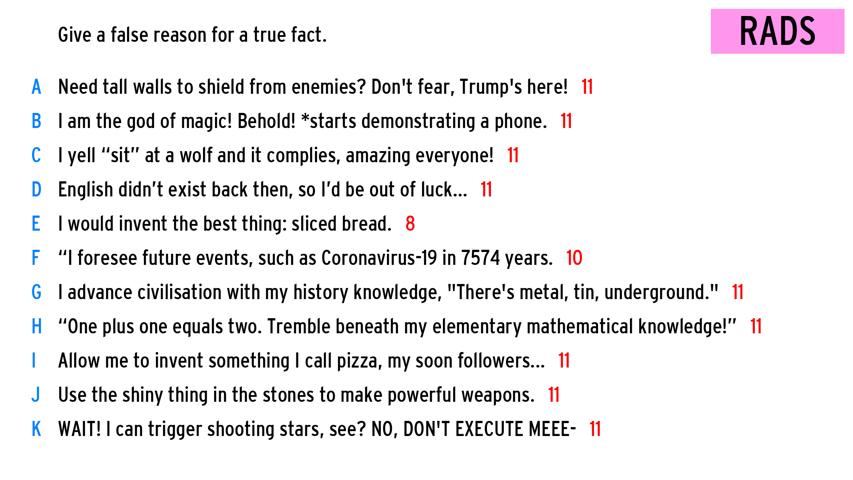 Give a false reason for a true fact.
RADS
A Need tall walls to shield from enemies? Don't fear, Trump's here! 11
B I am the god of magic! Behold! *starts demonstrating a phone. 11
C I yell “sit” at a wolf and it complies, amazing everyone! 11
D English didn’t exist back then, so I’d be out of luck... 11
E I would invent the best thing: sliced bread. 8
F “I foresee future events, such as Coronavirus-19 in 7574 years. 10
G I advance civilisation with my history knowledge, "There's metal, tin, underground." 11
H “One plus one equals two. Tremble beneath my elementary mathematical knowledge!” 11
I Allow me to invent something I call pizza, my soon followers... 11
J Use the shiny thing in the stones to make powerful weapons. 11
K WAIT! I can trigger shooting stars, see? NO, DON'T EXECUTE MEEE- 11